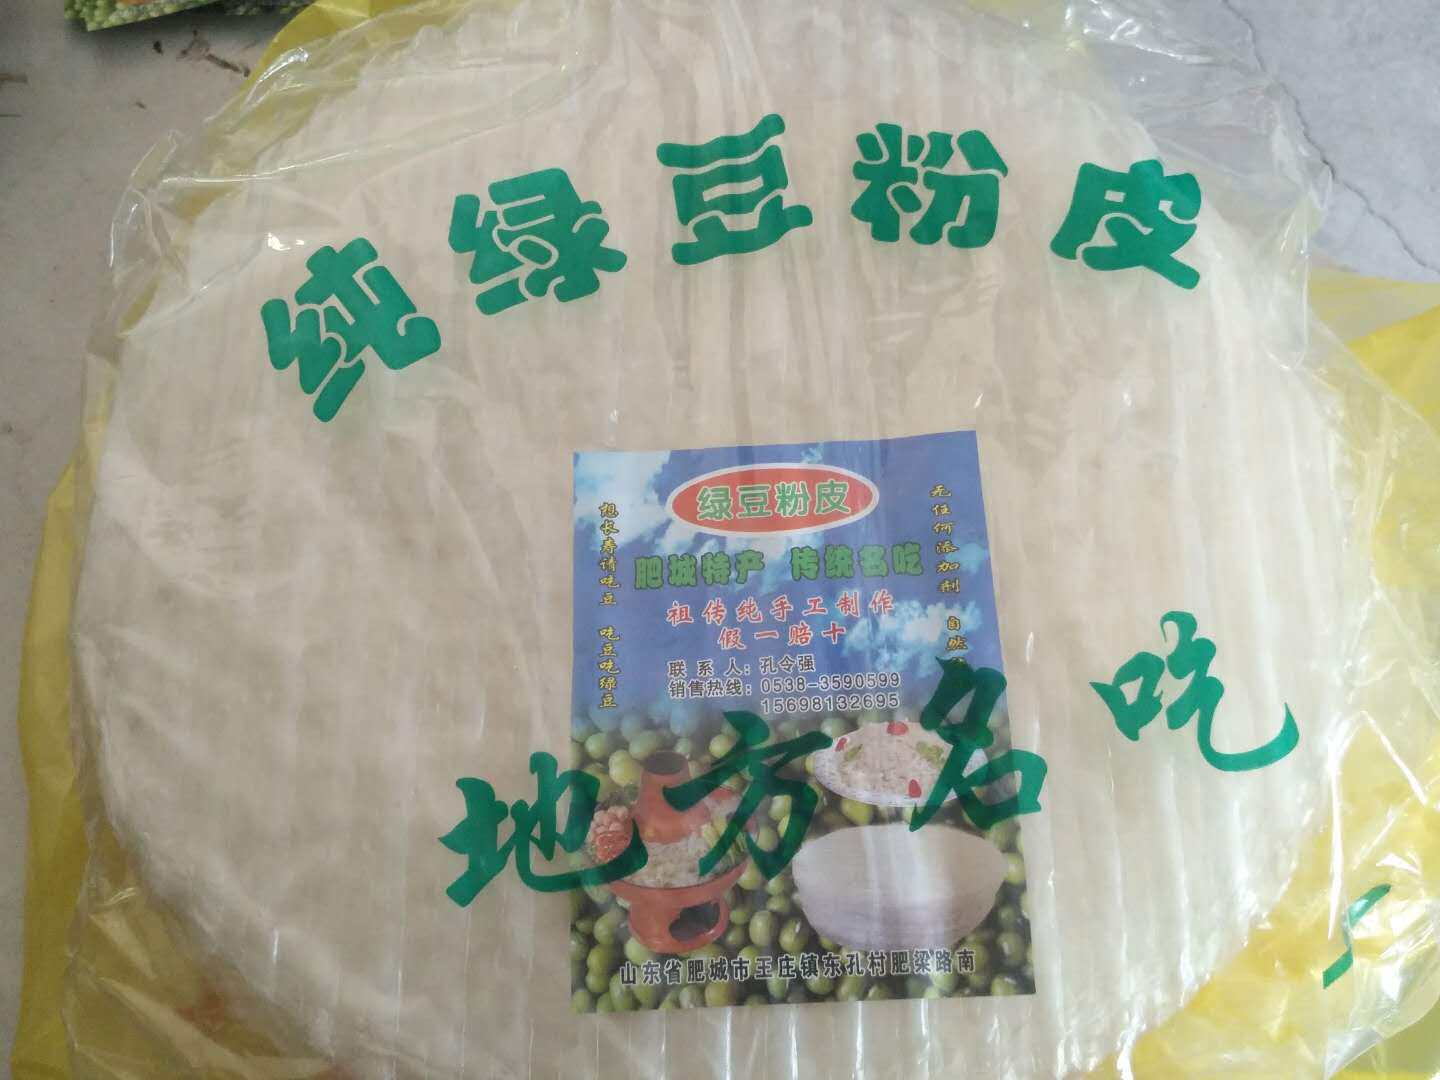 纯绿豆粉皮
绿豆粉皮
肥城特产 传统名吃
祖传纯手工制作
假一赔十
联系人：孔令强
销售热线：0538-3590599
15698132695
想长寿请吃豆 吃豆吃绿豆
无任何添加剂 自然
地方名吃
山东省肥城市王庄镇东孔村肥梁路南